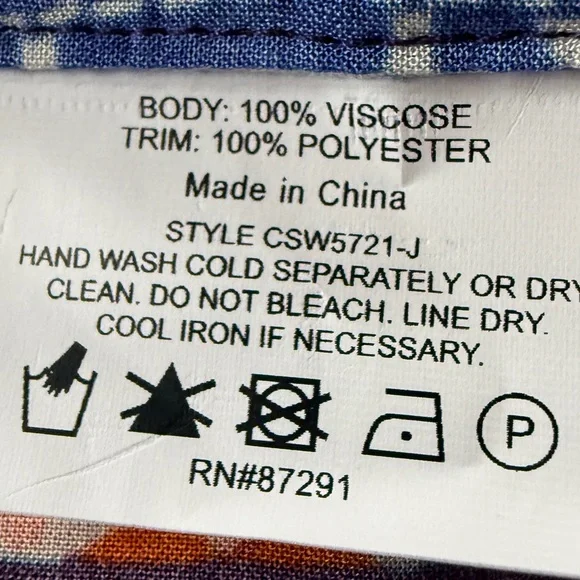 BODY: 100% VISCOSE
TRIM: 100% POLYESTER
Made in China
STYLE CSW5721-J
HAND WASH COLD SEPARATELY OR DRY
CLEAN. DO NOT BLEACH. LINE DRY.
COOL IRON IF NECESSARY.
P
RN#87291